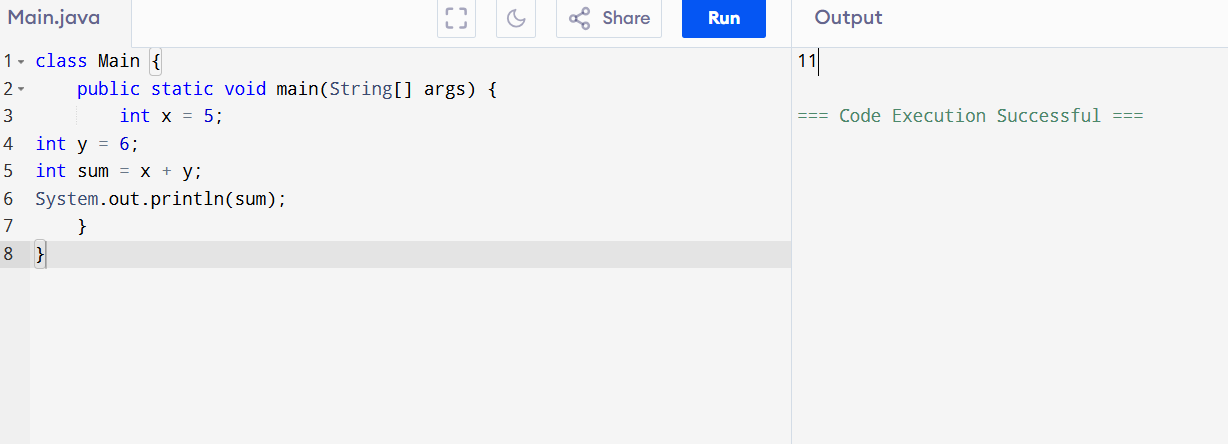 Main.java
Share
Run
Output
1 class Main {
2     public static void main(String[] args) {
3         int x = 5;
4 int y = 6;
5 int sum = x + y;
6 System.out.println(sum);
7     }
8 }
11
=== Code Execution Successful ===